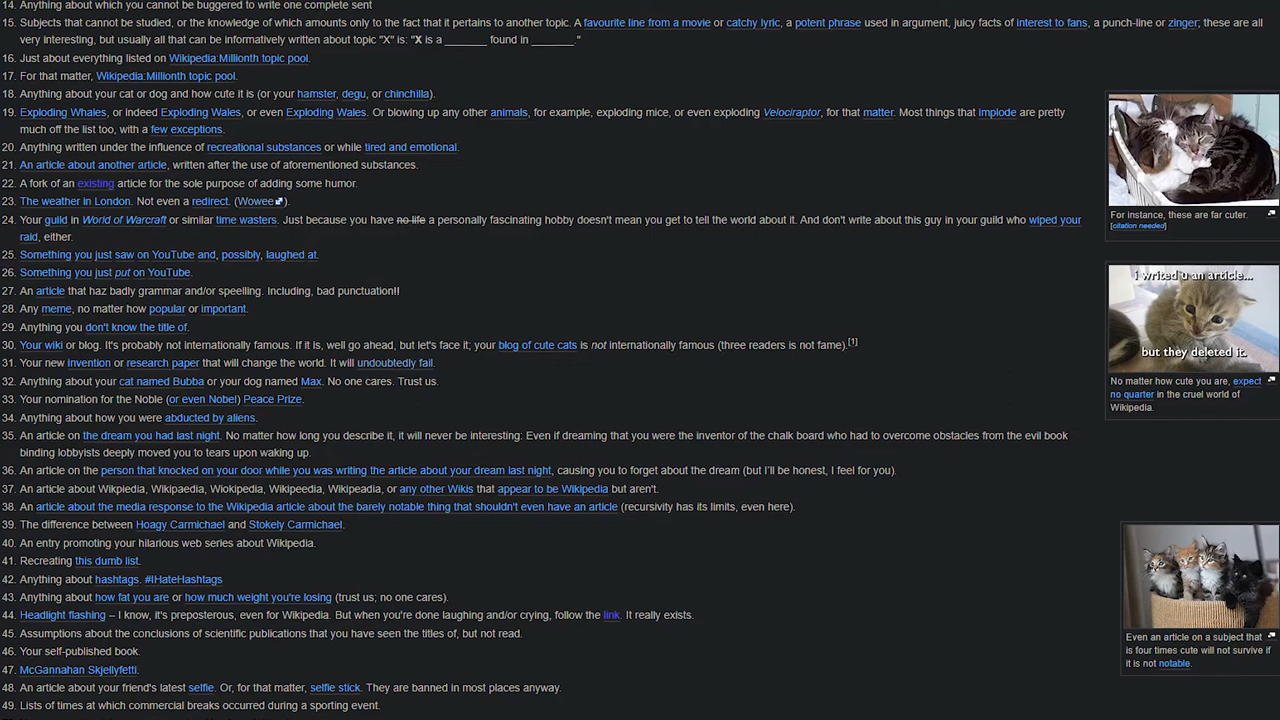 14. Anything about which you cannot be buggered to write one complete sent
15. Subjects that cannot be studied, or the knowledge of which amounts only to the fact that it pertains to another topic. A favourite line from a movie or catchy lyric, a potent phrase used in argument, juicy facts of interest to fans, a punch-line or zinger; these are all
very interesting, but usually all that can be informatively written about topic "X" is: "X is a _______ found in _______."
16. Just about everything listed on Wikipedia:Millionth topic pool.
17. For that matter, Wikipedia:Millionth topic pool.
18. Anything about your cat or dog and how cute it is (or your hamster, degu, or chinchilla).
19. Exploding Whales, or indeed Exploding Wales, or even Exploding Wales. Or blowing up any other animals, for example, exploding mice, or even exploding Velociraptor, for that matter. Most things that implode are pretty
much off the list too, with a few exceptions.
20. Anything written under the influence of recreational substances or while tired and emotional.
21. An article about another article, written after the use of aforementioned substances.
22. A fork of an existing article for the sole purpose of adding some humor.
23. The weather in London. Not even a redirect. (Wowee).
24. Your guild in World of Warcraft or similar time wasters. Just because you have no life a personally fascinating hobby doesn't mean you get to tell the world about it. And don't write about this guy in your guild who wiped your
raid, either.
25. Something you just saw on YouTube and, possibly, laughed at.
26. Something you just put on YouTube.
27. An article that haz badly grammar and/or speelling. Including, bad punctuation!!
28. Any meme, no matter how popular or important.
29. Anything you don't know the title of.
30. Your wiki or blog. It's probably not internationally famous. If it is, well go ahead, but let's face it; your blog of cute cats is not internationally famous (three readers is not fame).[1]
31. Your new invention or research paper that will change the world. It will undoubtedly fail.
32. Anything about your cat named Bubba or your dog named Max. No one cares. Trust us.
33. Your nomination for the Noble (or even Nobel) Peace Prize.
34. Anything about how you were abducted by aliens.
35. An article on the dream you had last night. No matter how long you describe it, it will never be interesting: Even if dreaming that you were the inventor of the chalk board who had to overcome obstacles from the evil book
binding lobbyists deeply moved you to tears upon waking up.
36. An article on the person that knocked on your door while you was writing the article about your dream last night, causing you to forget about the dream (but I'll be honest, I feel for you).
37. An article about Wikpiedia, Wikipaedia, Wiokipedia, Wikipeedia, Wikipeadia, or any other Wikis that appear to be Wikipedia but aren't.
38. An article about the media response to the Wikipedia article about the barely notable thing that shouldn't even have an article (recursivity has its limits, even here).
39. The difference between Hoagy Carmichael and Stokely Carmichael.
40. An entry promoting your hilarious web series about Wikipedia.
41. Recreating this dumb list.
42. Anything about hashtags. #IHateHashtags
43. Anything about how fat you are or how much weight you're losing (trust us; no one cares).
44. Headlight flashing – I know, it's preposterous, even for Wikipedia. But when you're done laughing and/or crying, follow the link. It really exists.
45. Assumptions about the conclusions of scientific publications that you have seen the titles of, but not read.
46. Your self-published book.
47. McGannahan Skjellyfetti.
48. An article about your friend's latest selfie. Or, for that matter, selfie stick. They are banned in most places anyway.
49. Lists of times at which commercial breaks occurred during a sporting event.
For instance, these are far cuter.
[citation needed]
i writed u an article...
but they deleted it.
No matter how cute you are, expect
no quarter in the cruel world of
Wikipedia.
Even an article on a subject that
is four times cute will not survive if
it is not notable.